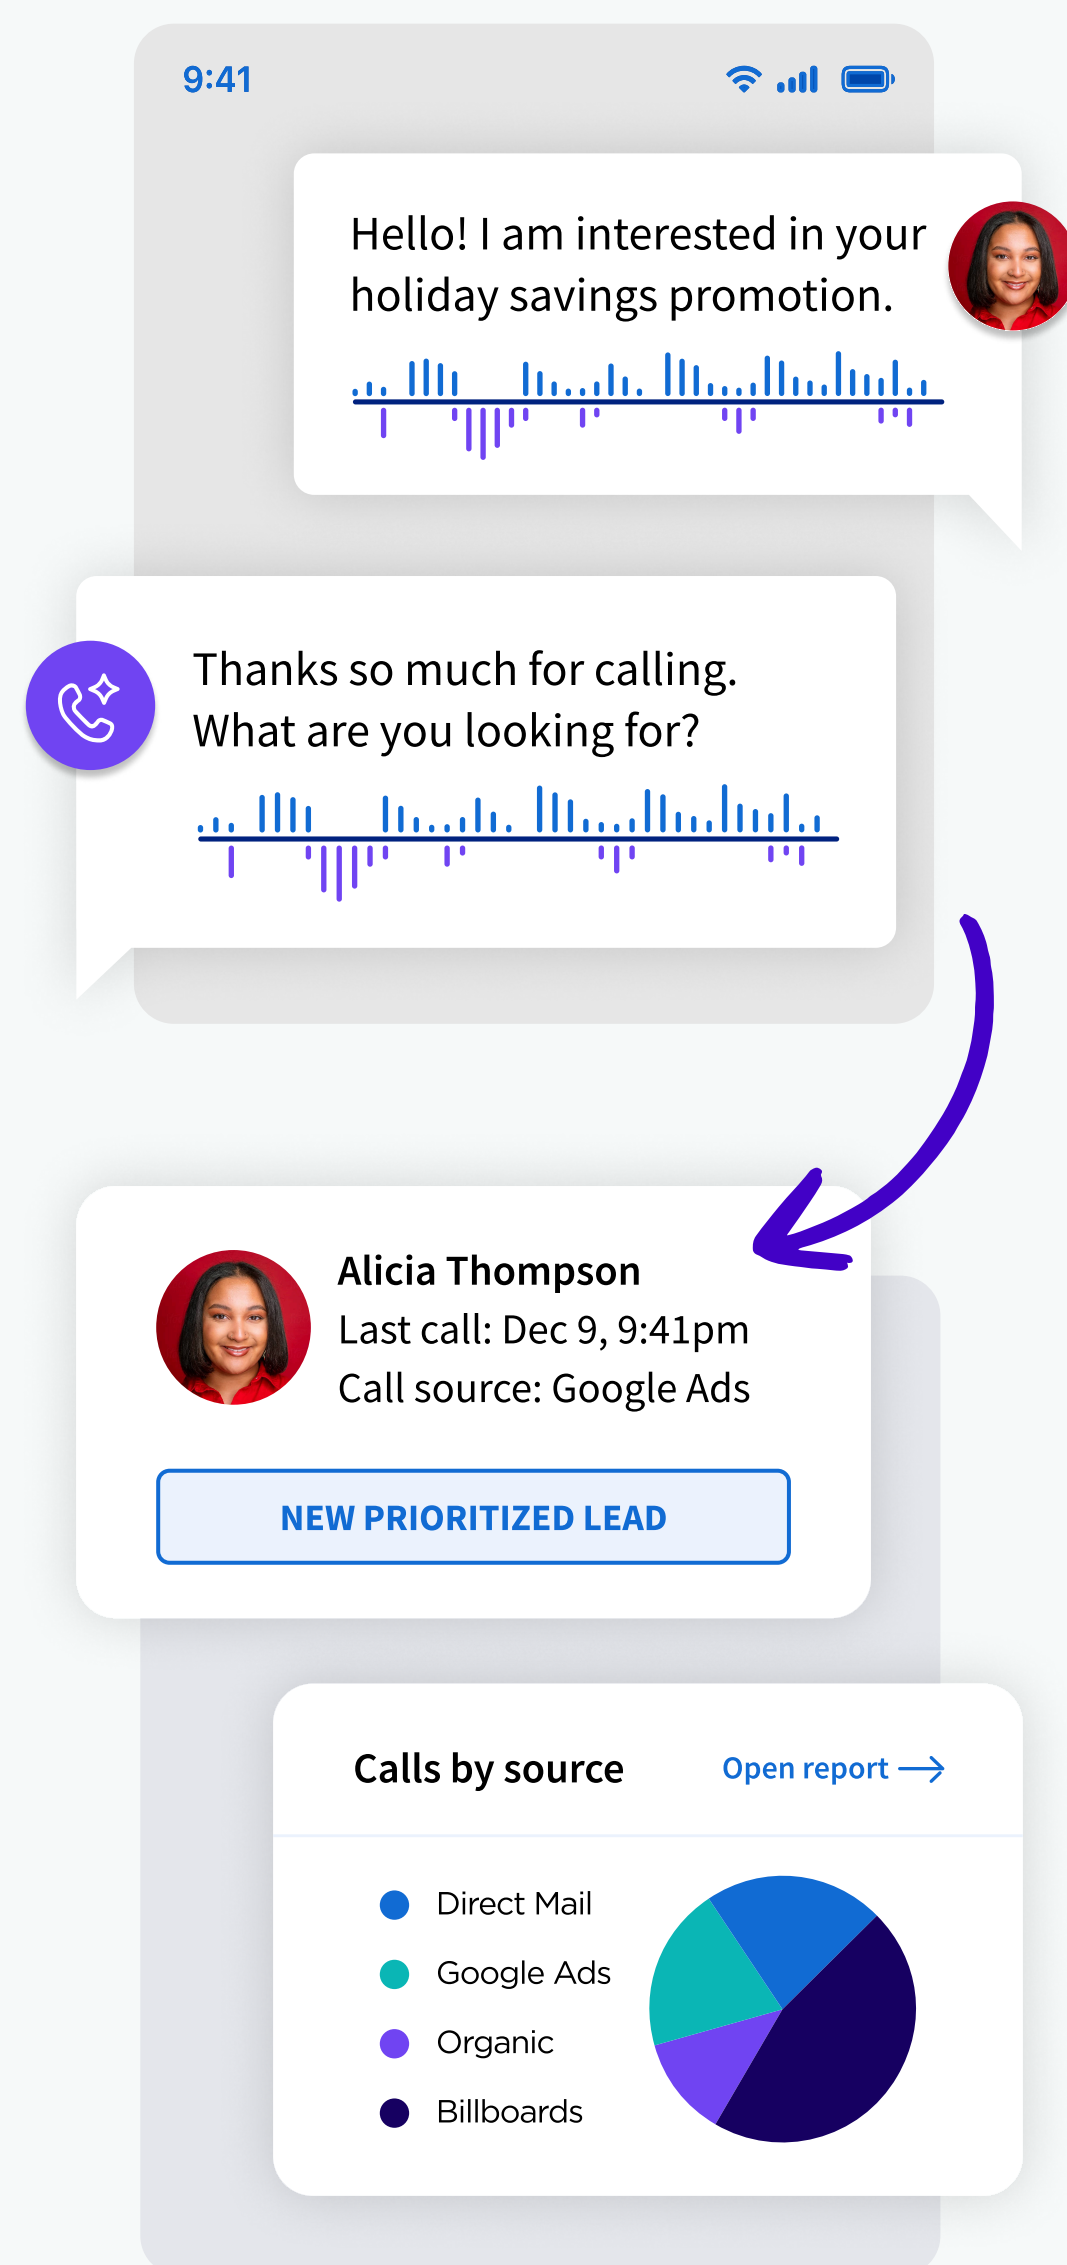 9:41
Hello! I am interested in your
holiday savings promotion.
Thanks so much for calling.
What are you looking for?
Alicia Thompson
Last call: Dec 9, 9:41pm
Call source: Google Ads
NEW PRIORITIZED LEAD
Calls by source
Open report
Direct Mail
Google Ads
Organic
Billboards